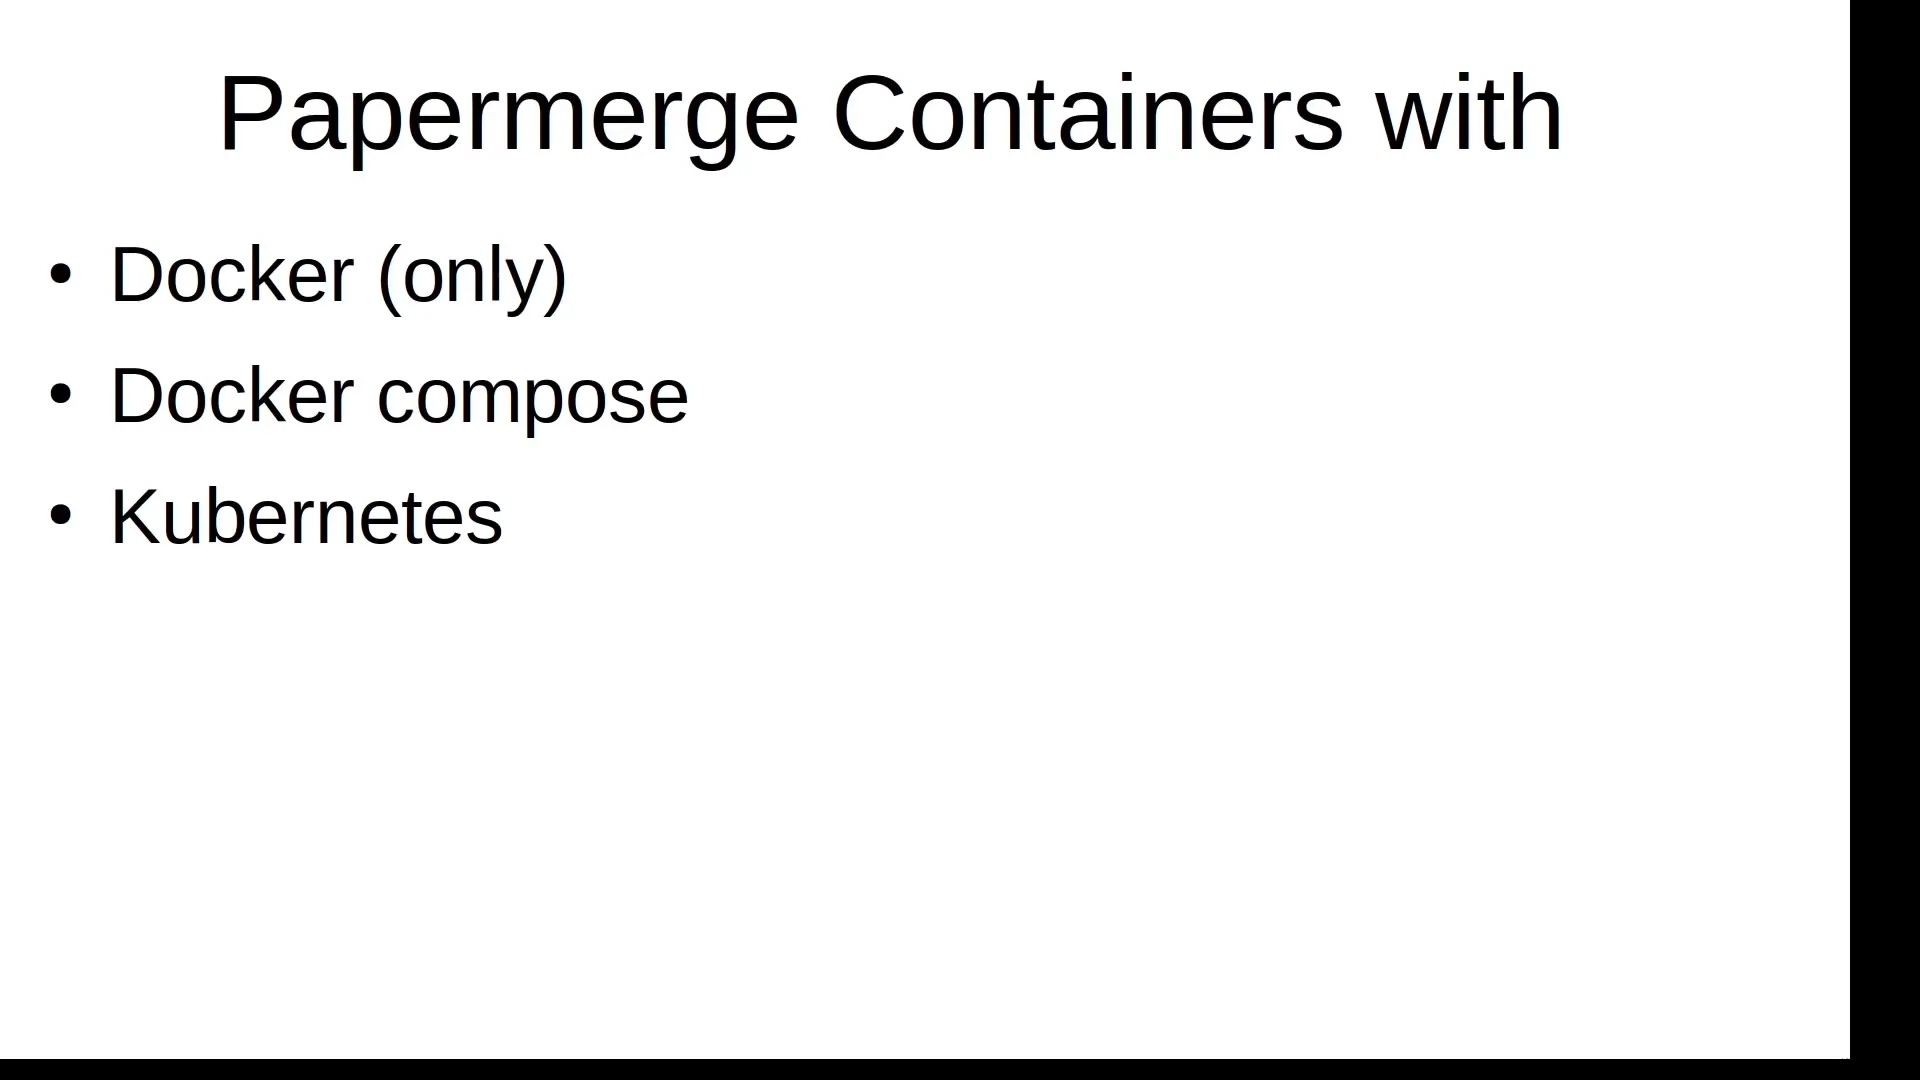 Papermerge Containers with
• Docker (only)
• Docker compose
• Kubernetes